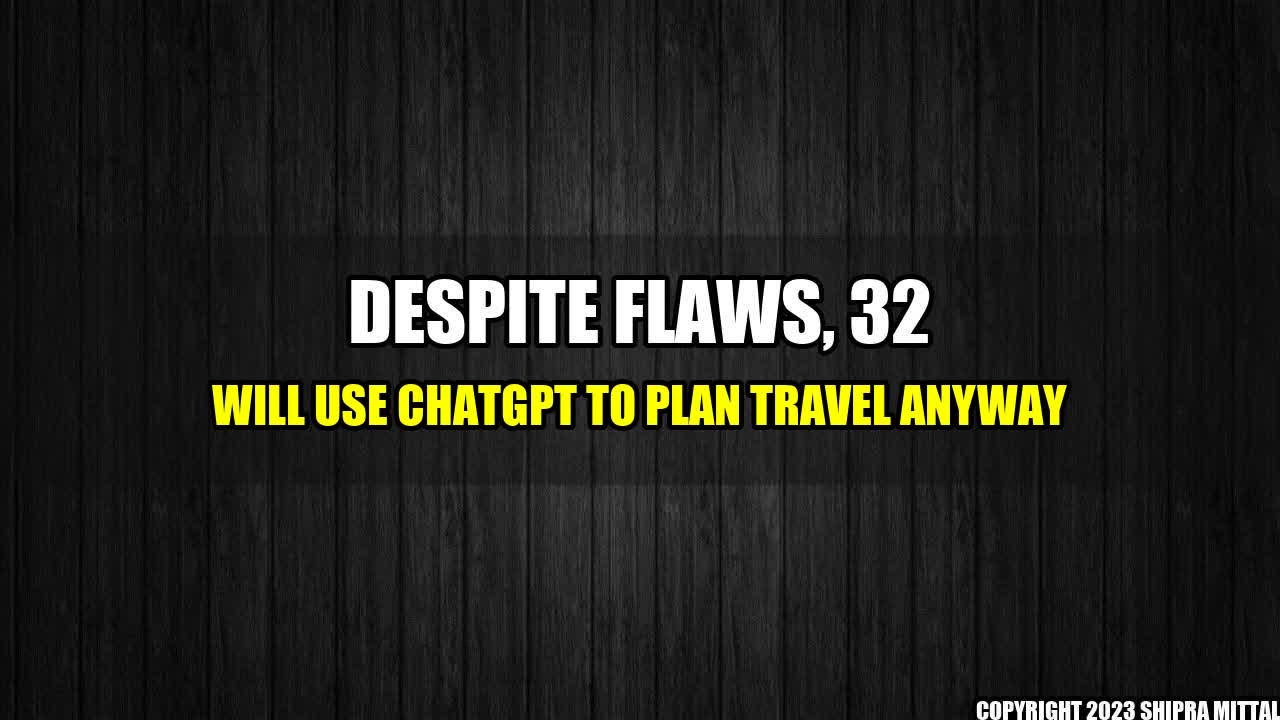 DESPITE FLAWS, 32
WILL USE CHATGPT TO PLAN TRAVEL ANYWAY
COPYRIGHT 2023 SHIPRA MITTAL